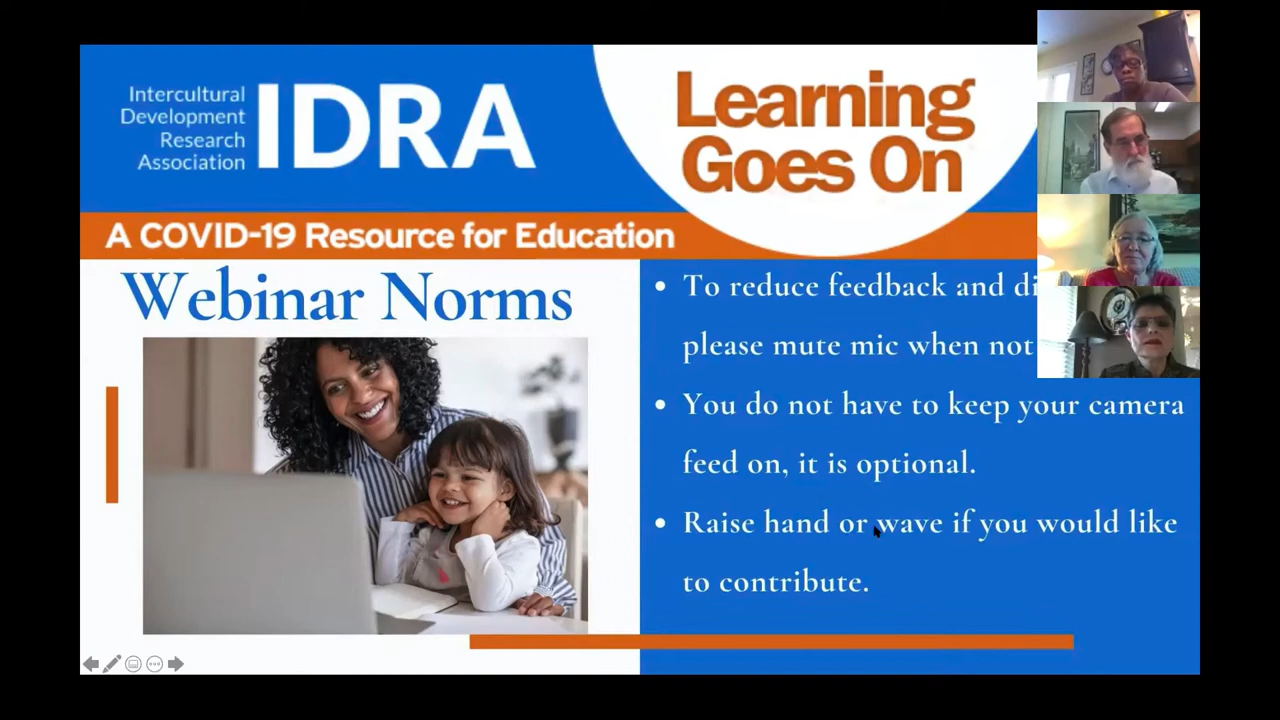 Intercultural
Development
Research
Association
IDRA
Learning
Goes On
A COVID-19 Resource for Education
Webinar Norms
• To reduce feedback and di
please mute mic when not
• You do not have to keep your camera
feed on, it is optional.
• Raise hand or wave if you would like
to contribute.